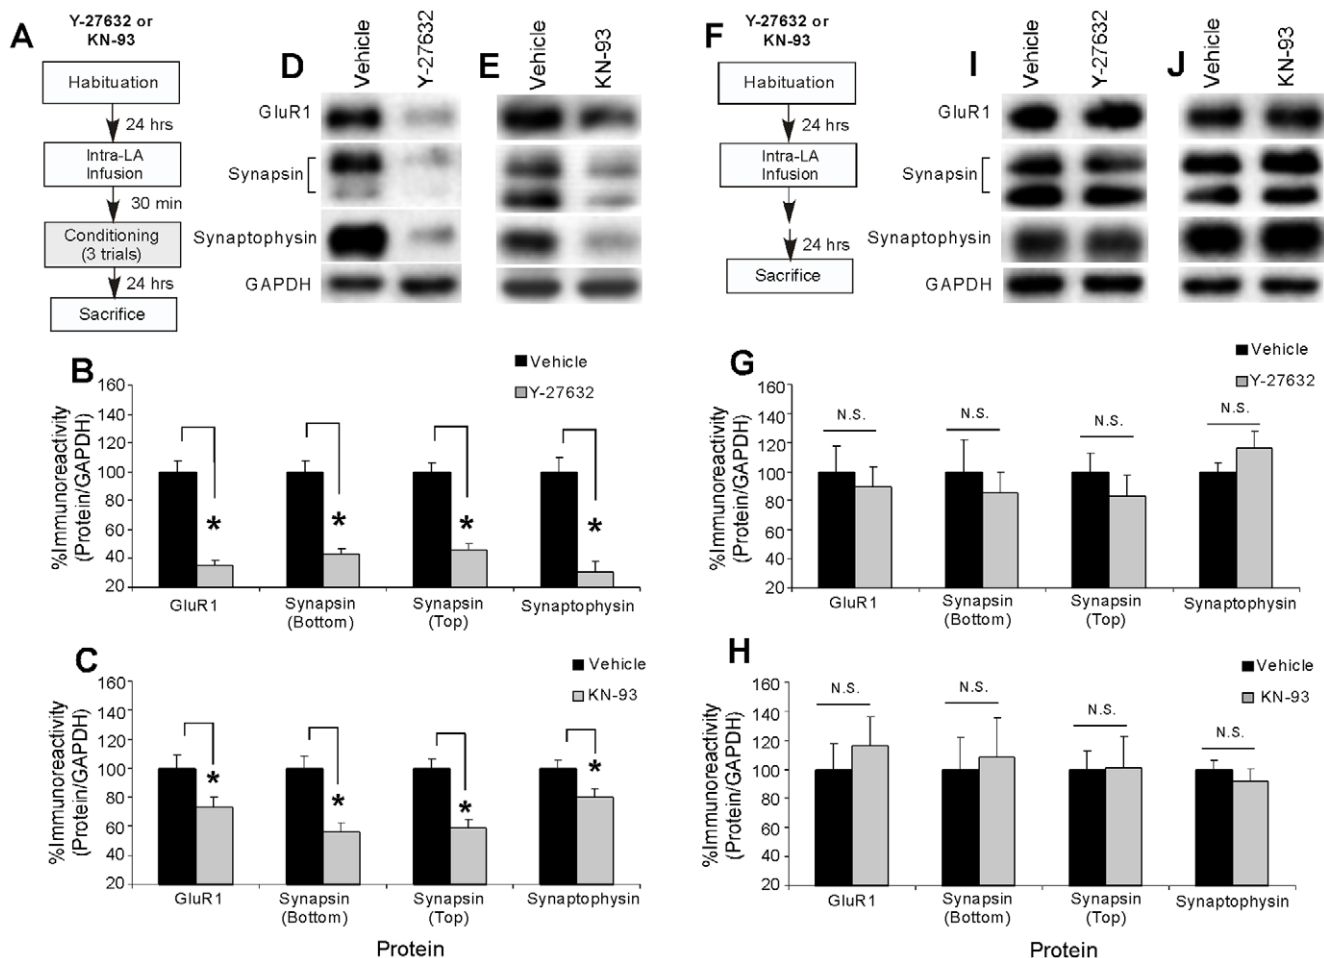 A
Y-27632 or
KN-93
Habituation
24 hrs
Intra-LA
Infusion
30 min
Conditioning
(3 trials)
24 hrs
Sacrifice
D
Vehicle
Y-27632
E
Vehicle
KN-93
GluR1
Synapsin
Synaptophysin
GAPDH
F
Y-27632 or
KN-93
Habituation
24 hrs
Intra-LA
Infusion
24 hrs
Sacrifice
I
Vehicle
Y-27632
J
Vehicle
KN-93
GluR1
Synapsin
Synaptophysin
GAPDH
B
Vehicle
Y-27632
%Immunoreactivity
(Protein/GAPDH)
160
140
120
100
80
60
40
20
*
*
*
*
GluR1
Synapsin
(Bottom)
Synapsin
(Top)
Synaptophysin
C
Vehicle
KN-93
%Immunoreactivity
(Protein/GAPDH)
160
140
120
100
80
60
40
20
*
*
*
*
GluR1
Synapsin
(Bottom)
Synapsin
(Top)
Synaptophysin
Protein
G
Vehicle
Y-27632
%Immunoreactivity
(Protein/GAPDH)
160
140
120
100
80
60
40
20
N.S.
N.S.
N.S.
N.S.
GluR1
Synapsin
(Bottom)
Synapsin
(Top)
Synaptophysin
H
Vehicle
KN-93
%Immunoreactivity
(Protein/GAPDH)
160
140
120
100
80
60
40
20
N.S.
N.S.
N.S.
N.S.
GluR1
Synapsin
(Bottom)
Synapsin
(Top)
Synaptophysin
Protein